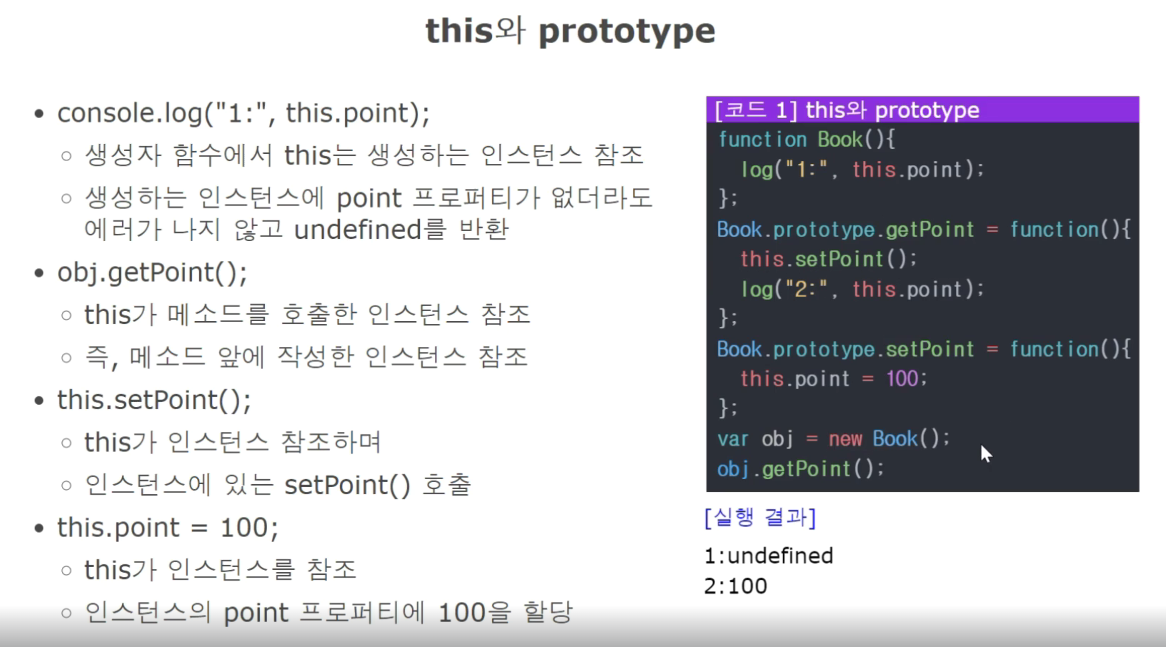 this와 prototype
• console.log("1:", this.point);
○ 생성자 함수에서 this는 생성하는 인스턴스 참조
○ 생성하는 인스턴스에 point 프로퍼티가 없더라도
에러가 나지 않고 undefined를 반환
• obj.getPoint();
○ this가 메소드를 호출한 인스턴스 참조
○ 즉, 메소드 앞에 작성한 인스턴스 참조
• this.setPoint();
○ this가 인스턴스 참조하며
○ 인스턴스에 있는 setPoint() 호출
• this.point = 100;
○ this가 인스턴스를 참조
○ 인스턴스의 point 프로퍼티에 100을 할당
[코드 1] this와 prototype
function Book(){
  log("1:", this.point);
};
Book.prototype.getPoint = function(){
  this.setPoint();
  log("2:", this.point);
};
Book.prototype.setPoint = function(){
  this.point = 100;
};
var obj = new Book();
obj.getPoint();
[실행 결과]
1:undefined
2:100